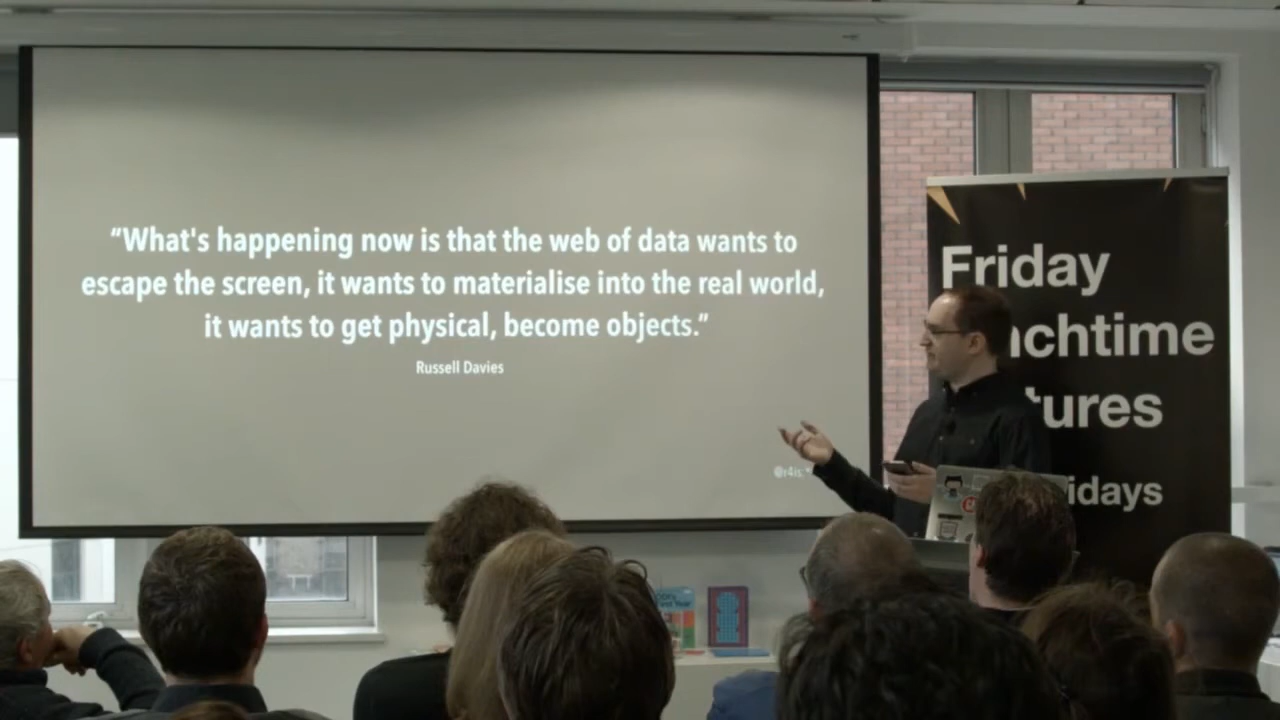 “What's happening now is that the web of data wants to
escape the screen, it wants to materialise into the real world,
it wants to get physical, become objects.”
Russell Davies
Friday
chtime
tures
idays